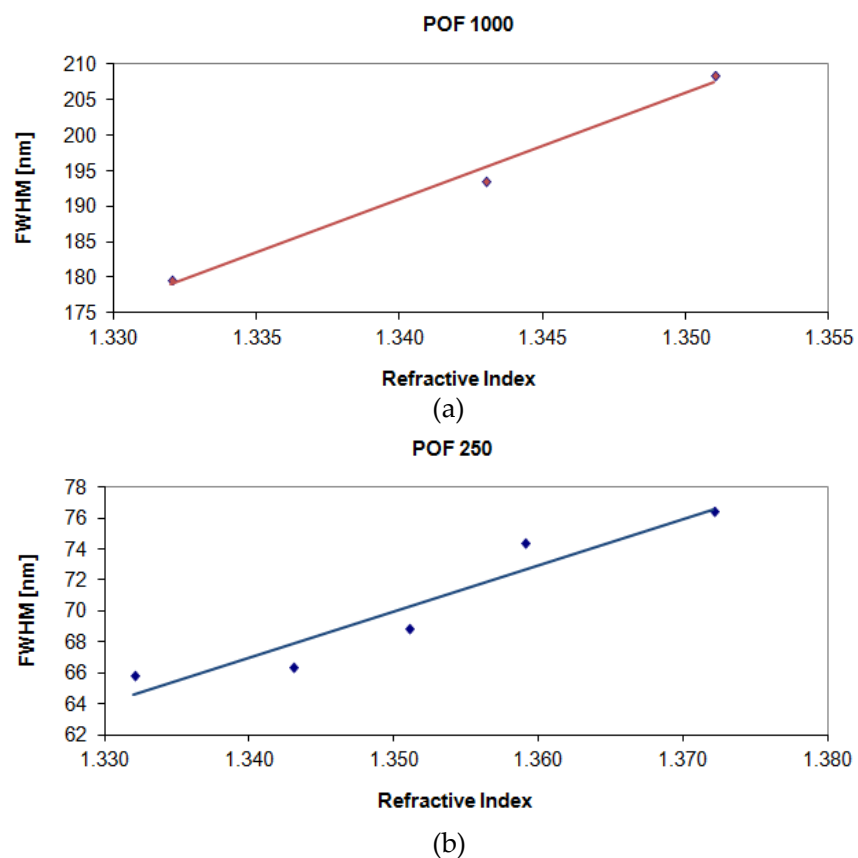 POF 1000
210
205
200
195
190
185
180
175
FWHM [nm]
1.330 1.335 1.340 1.345 1.350 1.355
Refractive Index
(a)
POF 250
78
76
74
72
70
68
66
64
62
FWHM [nm]
1.330 1.340 1.350 1.360 1.370 1.380
Refractive Index
(b)